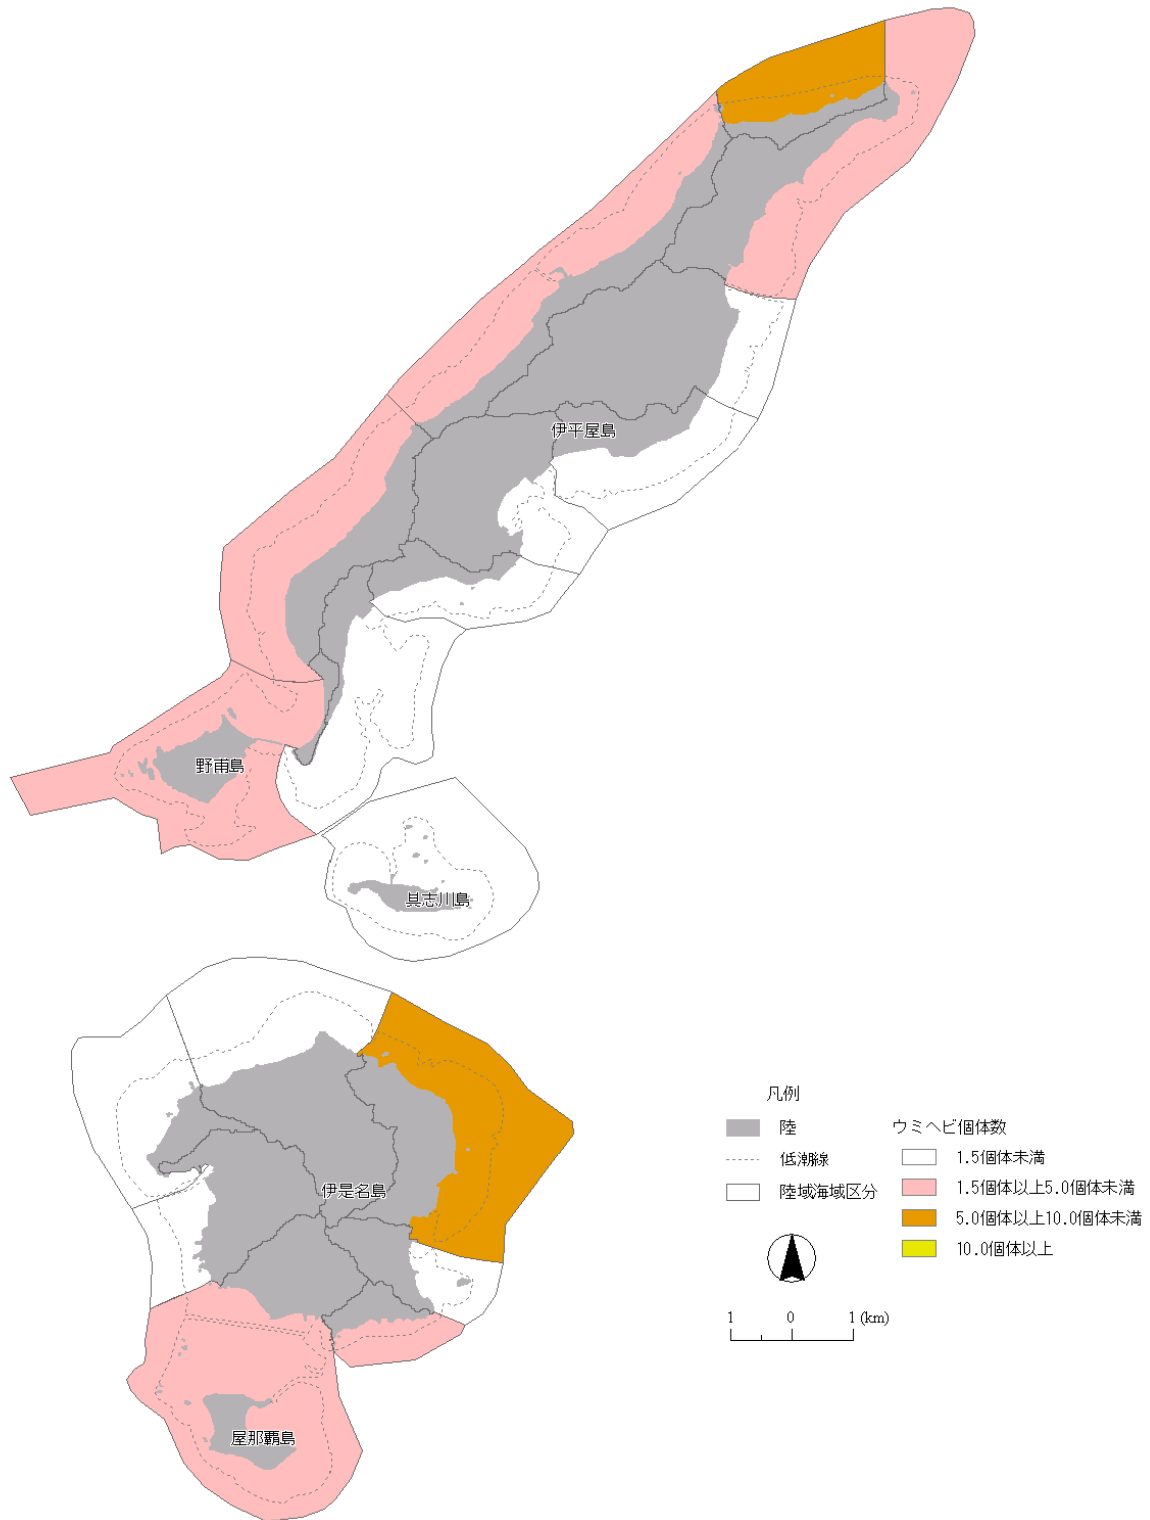 伊平屋島
野甫島
具志川島
伊是名島
屋那覇島
凡例
陸
低潮線
陸域海域区分
ウミヘビ個体数
1.5個体未満
1.5個体以上5.0個体未満
5.0個体以上10.0個体未満
10.0個体以上
1 0 1 (km)